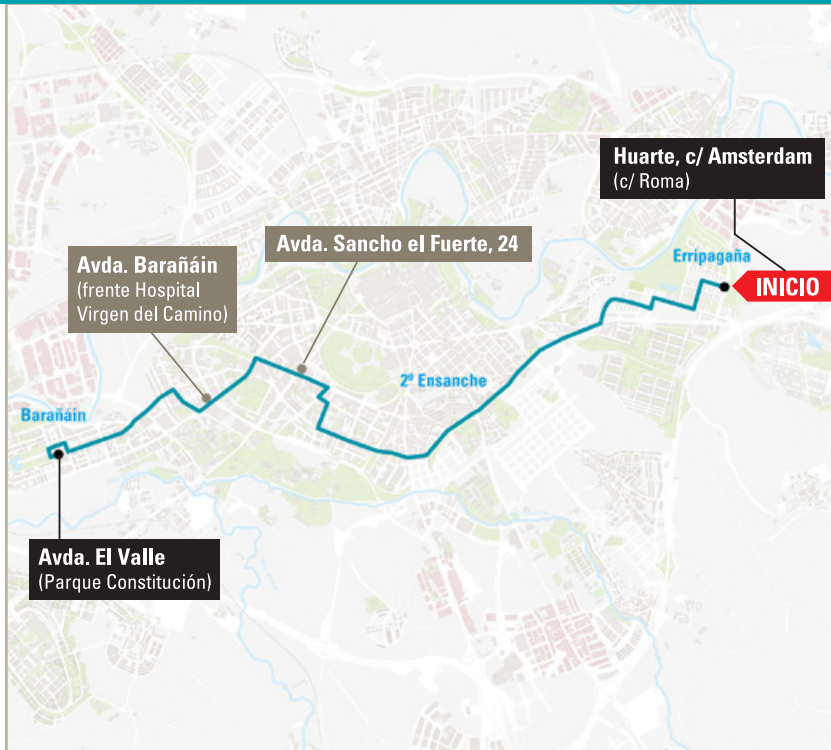 Huarte, c/ Amsterdam
(c/ Roma)
Avda. Sancho el Fuerte, 24
Avda. Barañáin
(frente Hospital
Virgen del Camino)
Erripagaña
INICIO
2º Ensanche
Barañáin
Avda. El Valle
(Parque Constitución)